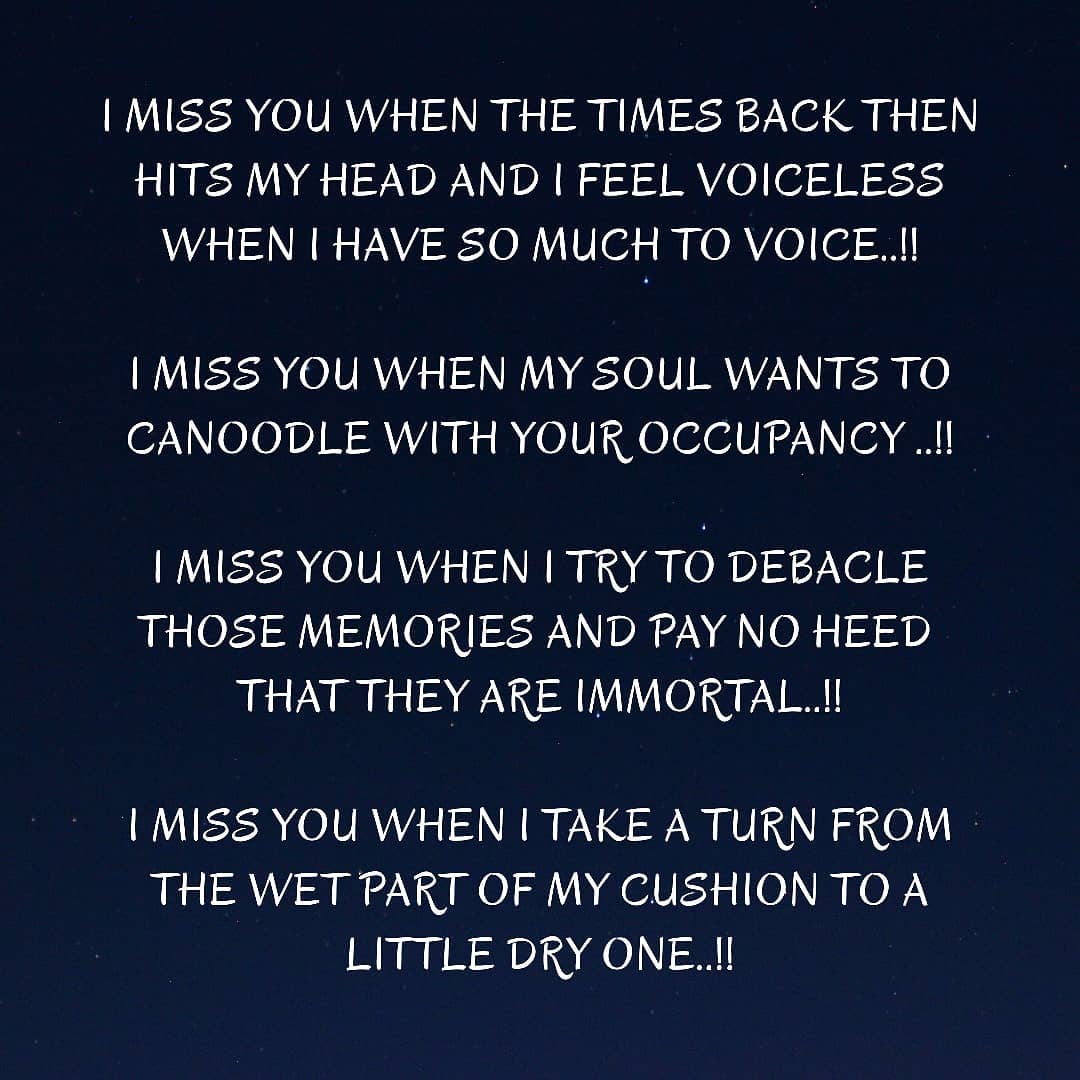 I MISS YOU WHEN THE TIMES BACK THEN
HITS MY HEAD AND I FEEL VOICELESS
WHEN I HAVE SO MUCH TO VOICE..!!
I MISS YOU WHEN MY SOUL WANTS TO
CANOODLE WITH YOUR OCCUPANCY ..!!
I MISS YOU WHEN I TRY TO DEBACLE
THOSE MEMORIES AND PAY NO HEED
THAT THEY ARE IMMORTAL..!!
I MISS YOU WHEN I TAKE A TURN FROM
THE WET PART OF MY CUSHION TO A
LITTLE DRY ONE..!!